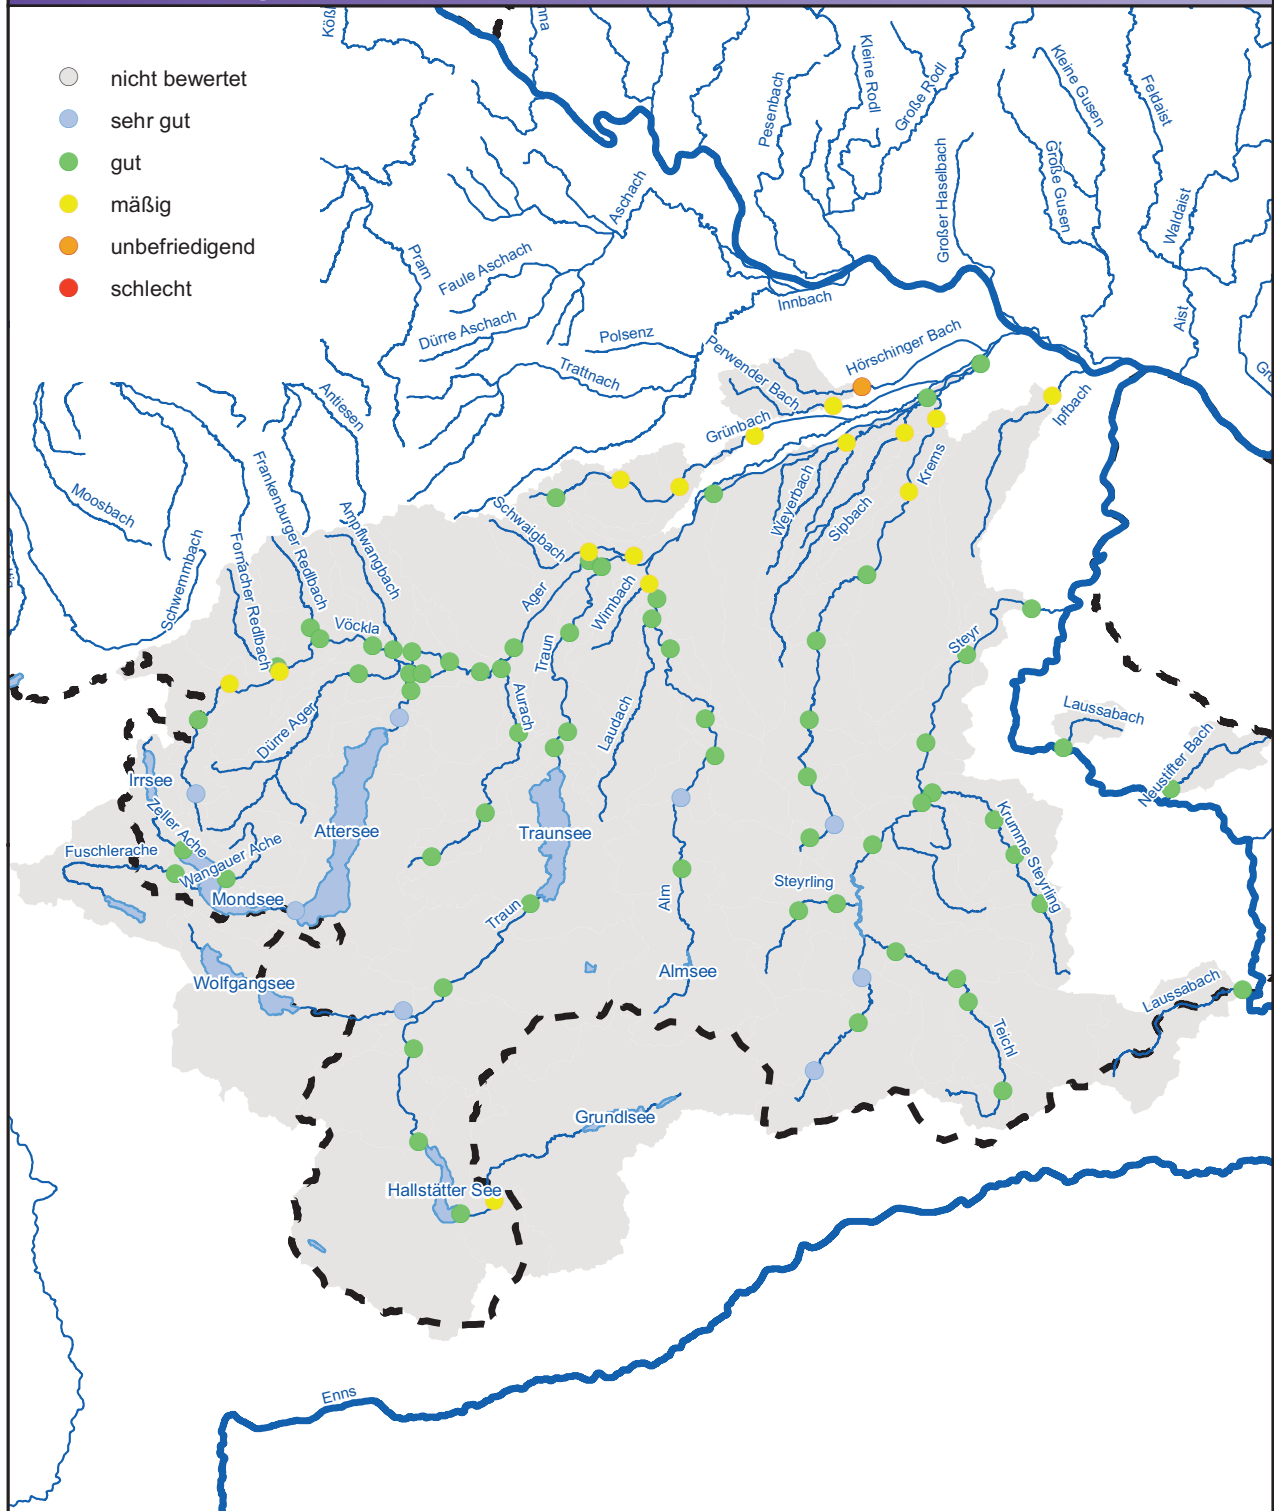 nicht bewertet
sehr gut
gut
mäßig
unbefriedigend
schlecht
Pesenbach
Kleine Rodl
Große Rodl
Kleine Gusen
Feldaist
Große Gusen
Großer Haselbach
Waldaist
Aschach
Pram
Faule Aschach
Innbach
Aist
Dürre Aschach
Polsenz
Hörschinger Bach
Perwender Bach
Trattnach
Antiesen
Ipfbach
Grünbach
Krems
Moosbach
Frankenburger Redlbach
Ampflwangbach
Schwaigbach
Weyerbach
Sipbach
Schwemmbach
Fornacher Redlbach
Ager
Wimbach
Vöckla
Traun
Steyr
Aurach
Laudach
Dürre Ager
Laussabach
Neustifter Bach
Irrsee
Zeller Ache
Attersee
Traunsee
Krumme Steyrling
Fuschlerache
Wangauer Ache
Mondsee
Steyrling
Alm
Traun
Wolfgangsee
Almsee
Laussabach
Teichl
Grundlsee
Hallstätter See
Enns